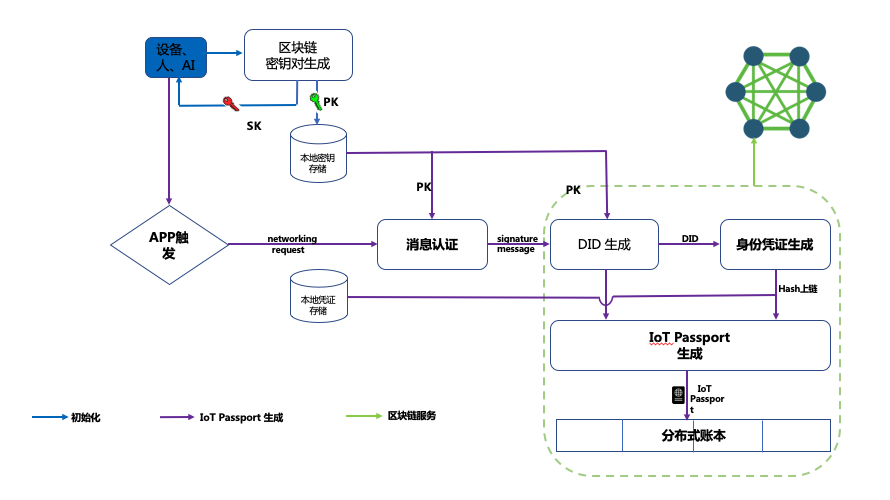 设备、
人、AI
区块链
密钥对生成
PK
SK
本地密钥
存储
PK
PK
APP触
发
networking
request
消息认证
signature
message
DID 生成
DID
身份凭证生成
本地凭证
存储
Hash上链
IoT Passport
生成
IoT
Passpor
t
分布式账本
初始化
IoT Passport 生成
区块链服务